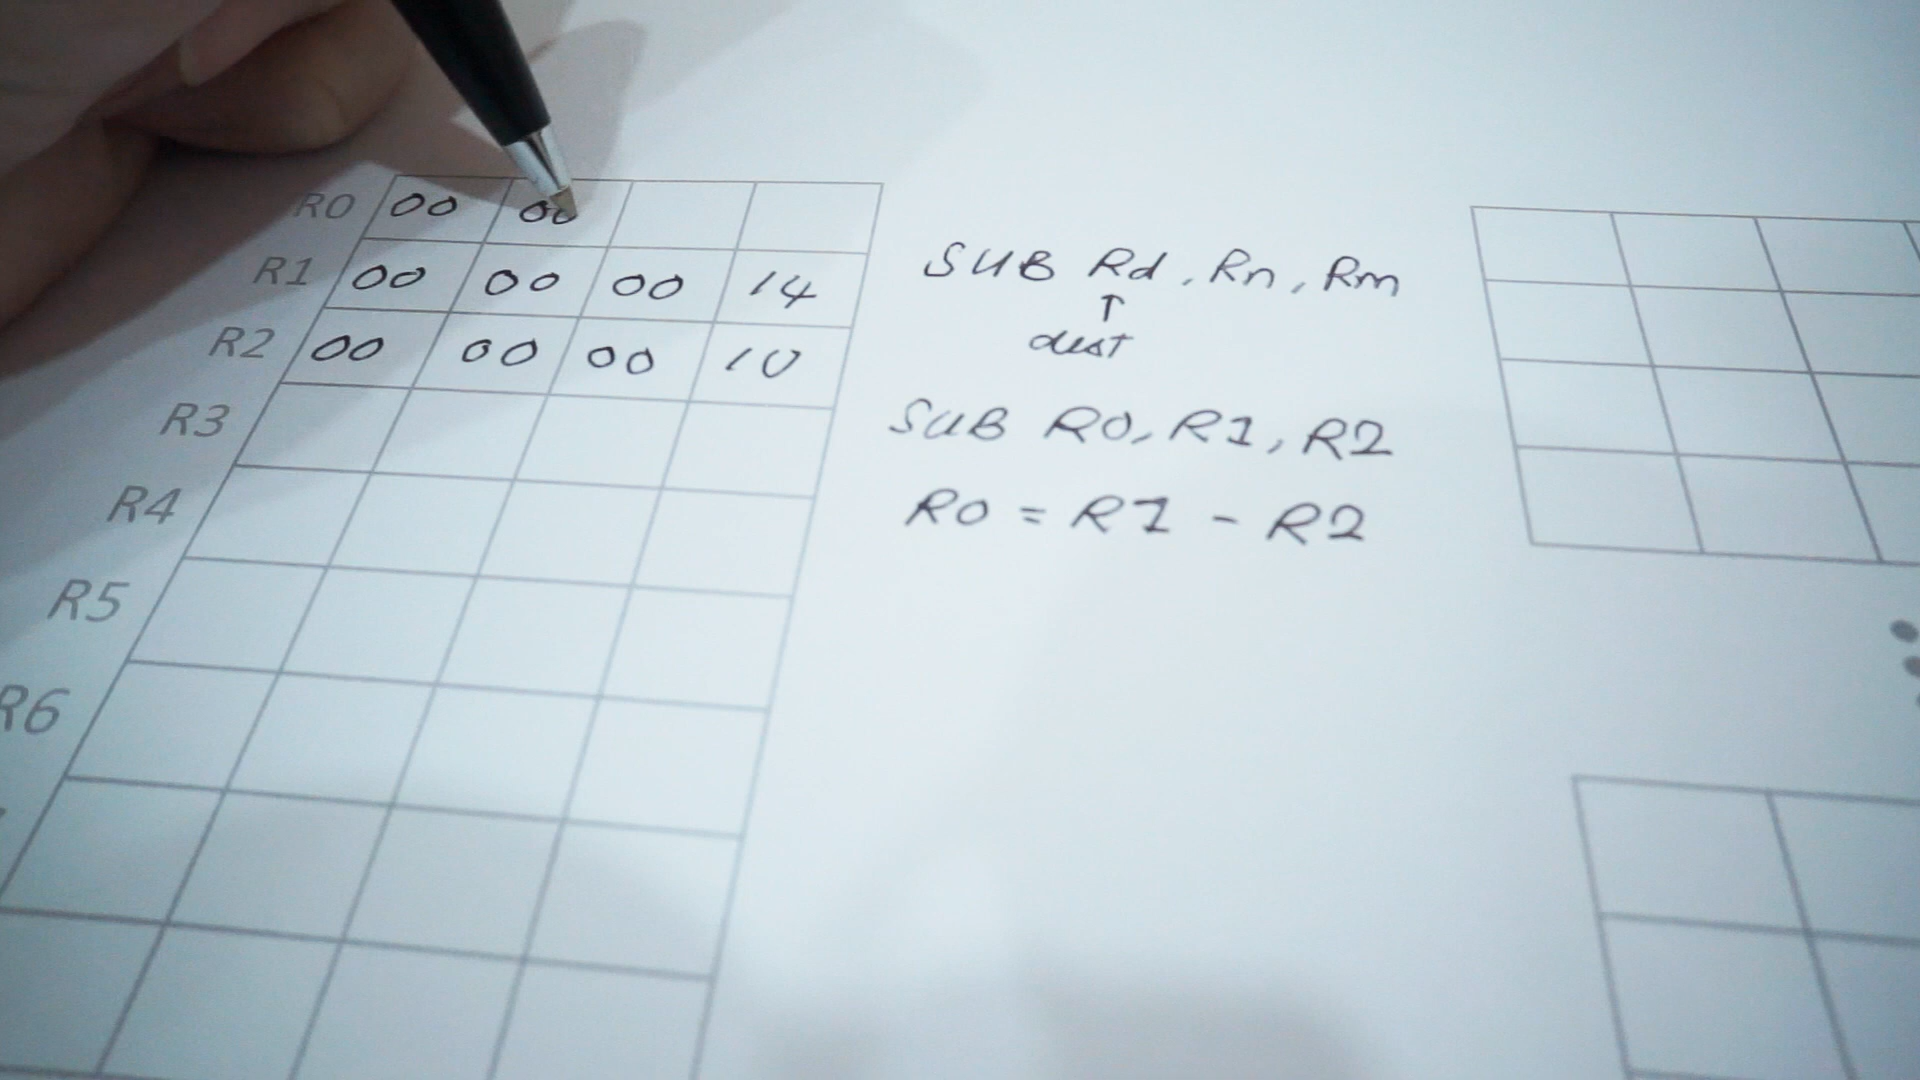 R0 00 00
R1 00 00 00 14
R2 00 00 00 10
R3
R4
R5
R6
SUB Rd, Rn, Rm
↑
dest
SUB R0, R1, R2
R0 = R1 - R2